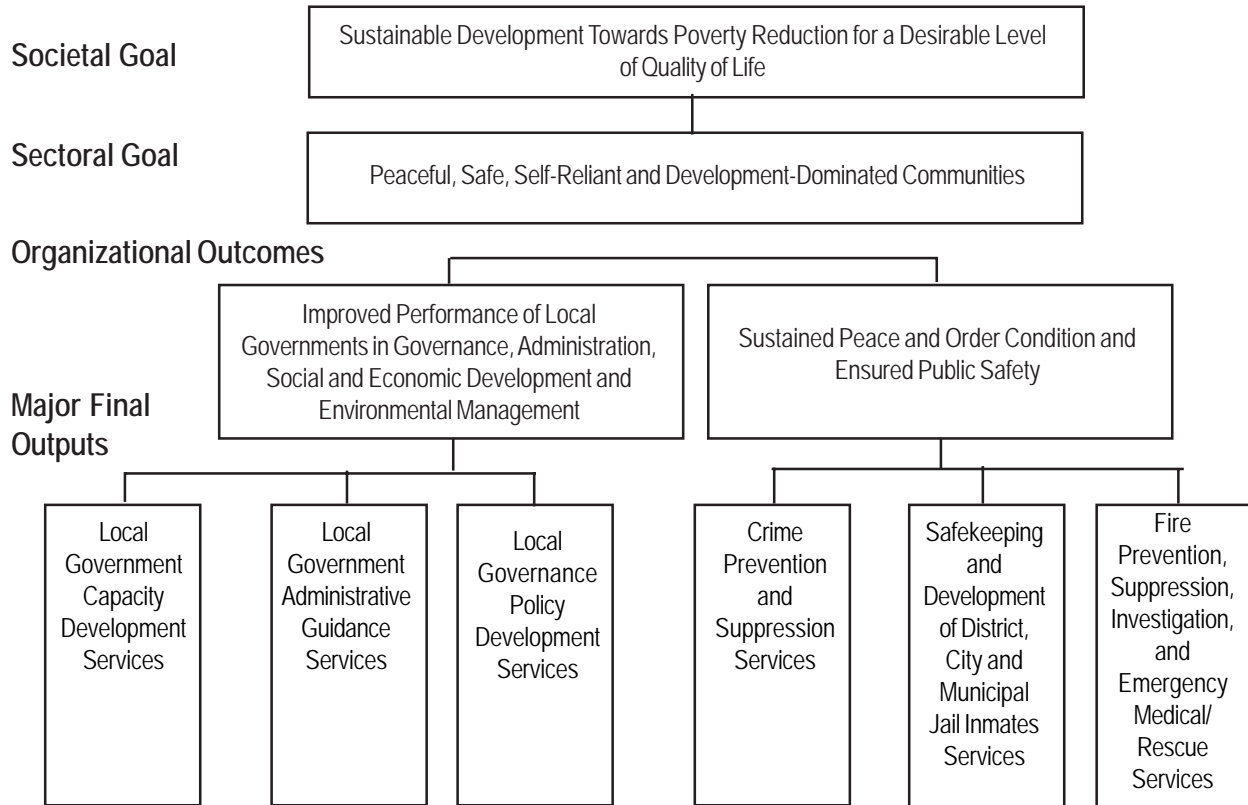 Societal Goal
Sustainable Development Towards Poverty Reduction for a Desirable Level
of Quality of Life
Sectoral Goal
Peaceful, Safe, Self-Reliant and Development-Dominated Communities
Organizational Outcomes
Improved Performance of Local
Governments in Governance, Administration,
Social and Economic Development and
Environmental Management
Sustained Peace and Order Condition and
Ensured Public Safety
Major Final
Outputs
Local
Government
Capacity
Development
Services
Local
Government
Administrative
Guidance
Services
Local
Governance
Policy
Development
Services
Crime
Prevention
and
Suppression
Services
Safekeeping
and
Development
of District,
City and
Municipal
Jail Inmates
Services
Fire
Prevention,
Suppression,
Investigation,
and
Emergency
Medical/
Rescue
Services